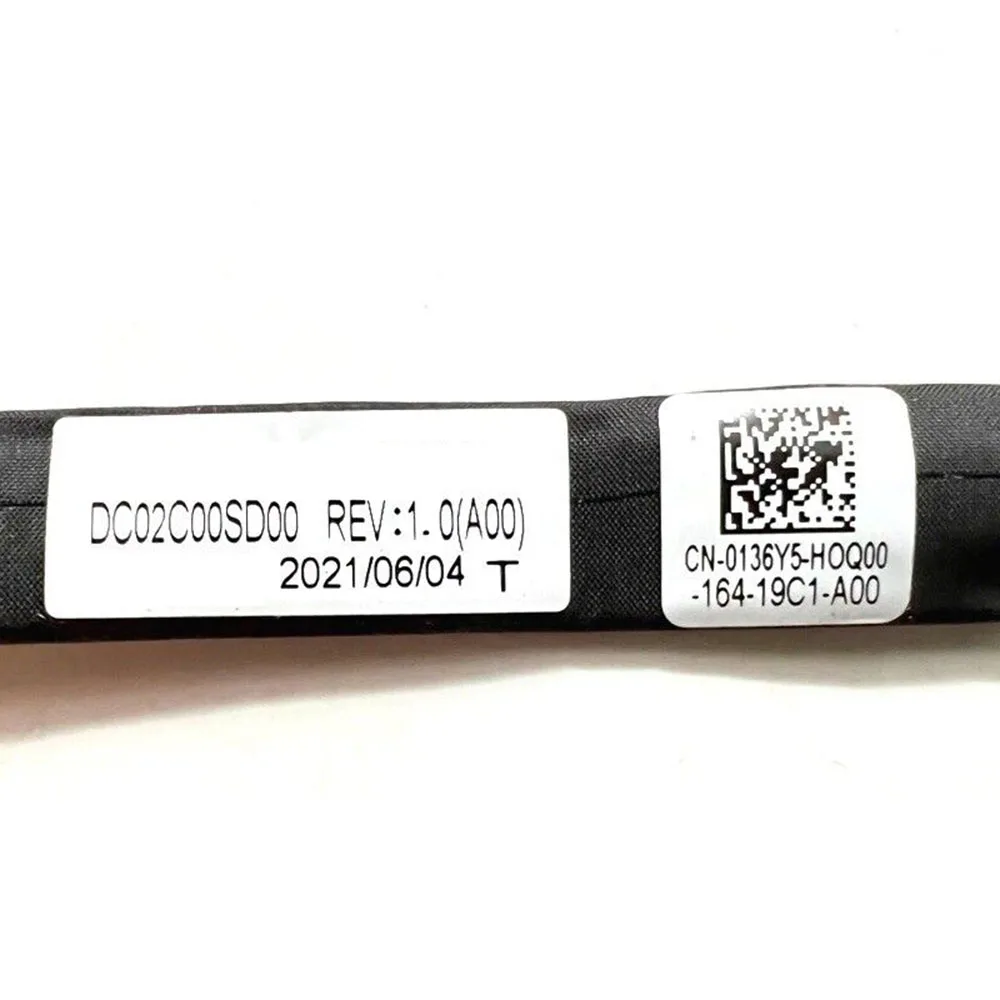 DC02C00SD00 REV:1.0(A00)
2021/06/04 T
CN-0136Y5-HOQ00
-164-19C1-A00